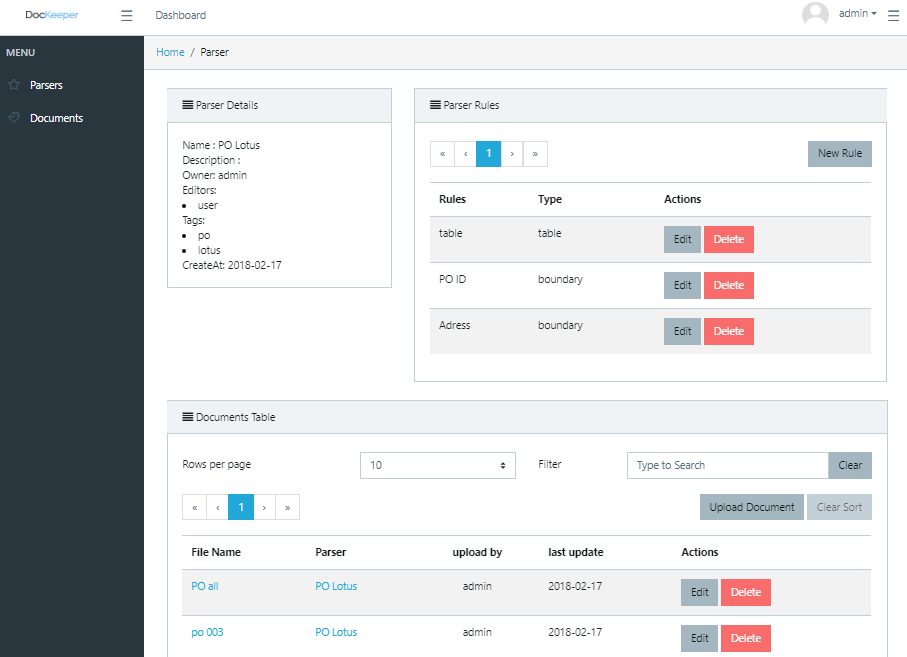 DocKeeper
Dashboard
admin
MENU
Parsers
Documents
Home / Parser
Parser Details
Name : PO Lotus
Description :
Owner: admin
Editors:
• user
Tags:
• po
• lotus
CreateAt: 2018-02-17
Parser Rules
« ‹ 1 › »
New Rule
Rules Type Actions
table table Edit Delete
PO ID boundary Edit Delete
Adress boundary Edit Delete
Documents Table
Rows per page 10 Filter Type to Search Clear
« ‹ 1 › » Upload Document Clear Sort
File Name Parser upload by last update Actions
PO all PO Lotus admin 2018-02-17 Edit Delete
po 003 PO Lotus admin 2018-02-17 Edit Delete